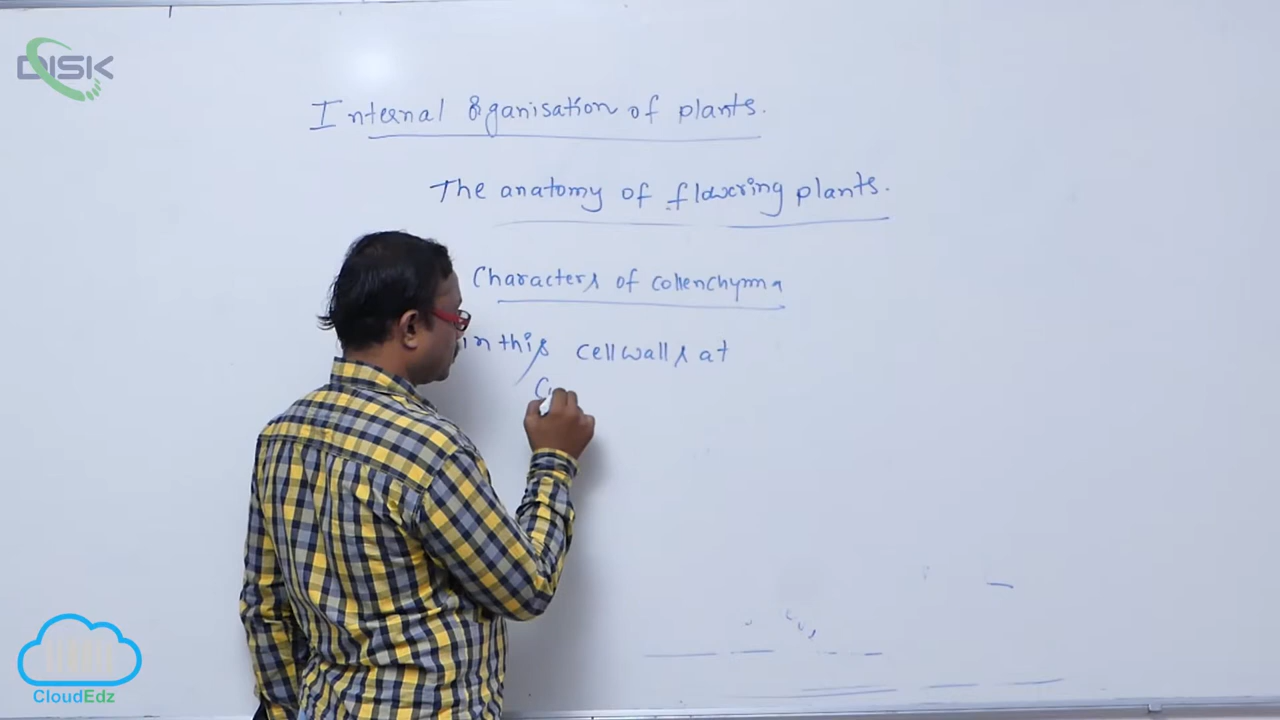 DISK
Internal Organisation of plants.
The anatomy of flowering plants.
Characters of collenchyma
in this cellwalls at
CloudEdz